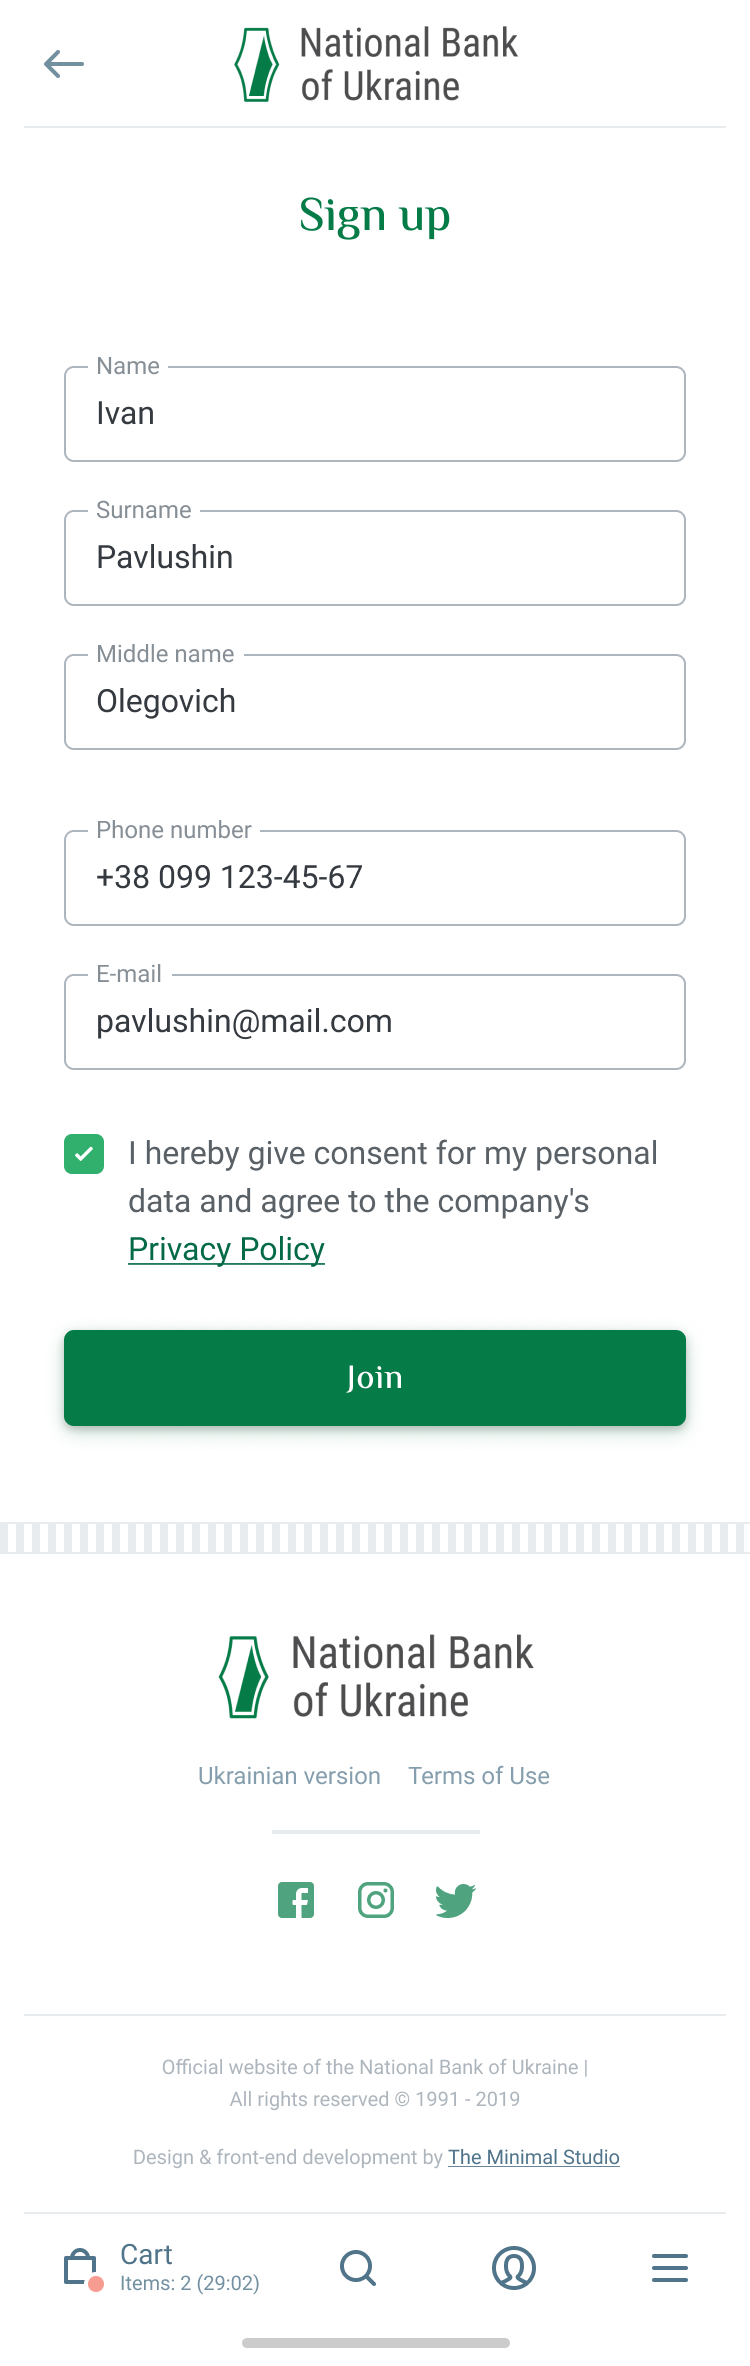 National Bank
of Ukraine
Sign up
Name
Ivan
Surname
Pavlushin
Middle name
Olegovich
Phone number
+38 099 123-45-67
E-mail
pavlushin@mail.com
I hereby give consent for my personal
data and agree to the company's
Privacy Policy
Join
National Bank
of Ukraine
Ukrainian version Terms of Use
Official website of the National Bank of Ukraine |
All rights reserved © 1991 - 2019
Design & front-end development by The Minimal Studio
Cart
Items: 2 (29:02)